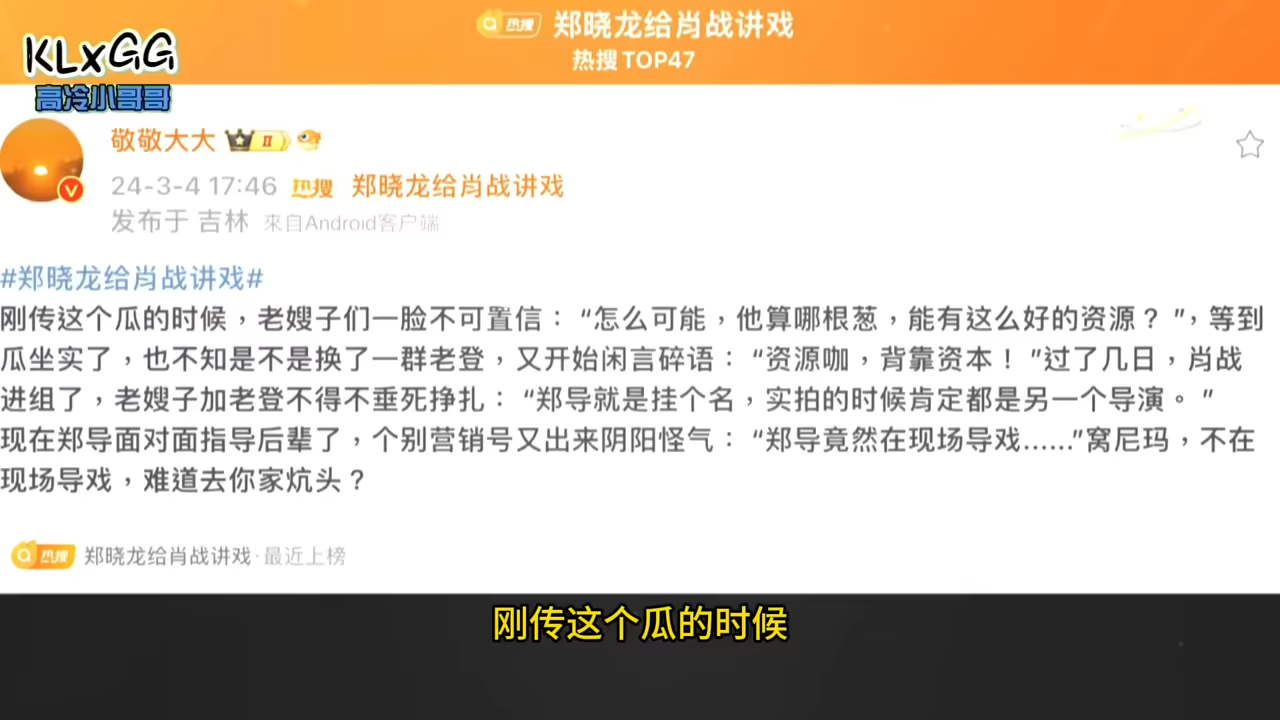 热搜 郑晓龙给肖战讲戏
热搜TOP47
KLxGG
高冷小哥哥
敬敬大大 II
24-3-4 17:46 热搜 郑晓龙给肖战讲戏
发布于 吉林 來自Android客户端
#郑晓龙给肖战讲戏#
刚传这个瓜的时候，老嫂子们一脸不可置信：“怎么可能，他算哪根葱，能有这么好的资源？”，等到
瓜坐实了，也不知是不是换了一群老登，又开始闲言碎语：“资源咖，背靠资本！”过了几日，肖战
进组了，老嫂子加老登不得不垂死挣扎：“郑导就是挂个名，实拍的时候肯定都是另一个导演。”
现在郑导面对面指导后辈了，个别营销号又出来阴阳怪气：“郑导竟然在现场导戏......”窝尼玛，不在
现场导戏，难道去你家炕头？
热搜 郑晓龙给肖战讲戏·最近上榜
刚传这个瓜的时候